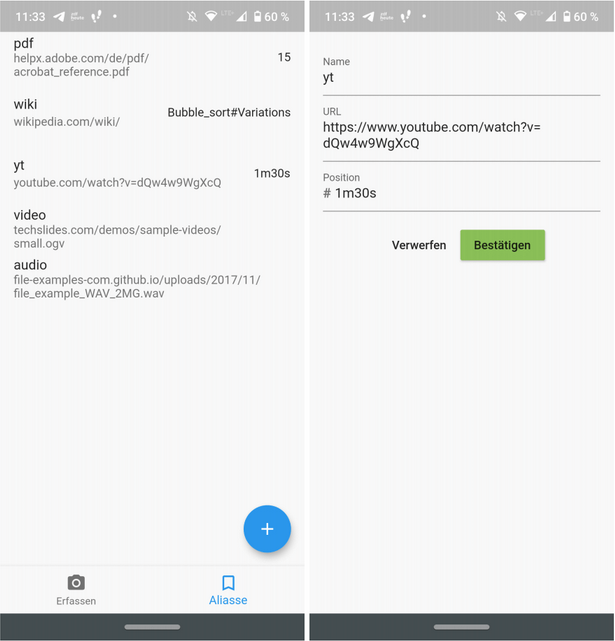 11:33
60 %
pdf
helpx.adobe.com/de/pdf/
acrobat_reference.pdf
15
wiki
wikipedia.com/wiki/
Bubble_sort#Variations
yt
youtube.com/watch?v=dQw4w9WgXcQ
1m30s
video
techslides.com/demos/sample-videos/
small.ogv
audio
file-examples-com.github.io/uploads/2017/11/
file_example_WAV_2MG.wav
+
Erfassen
Aliasse
11:33
LTE+
60 %
Name
yt
URL
https://www.youtube.com/watch?v=
dQw4w9WgXcQ
Position
# 1m30s
Verwerfen
Bestätigen